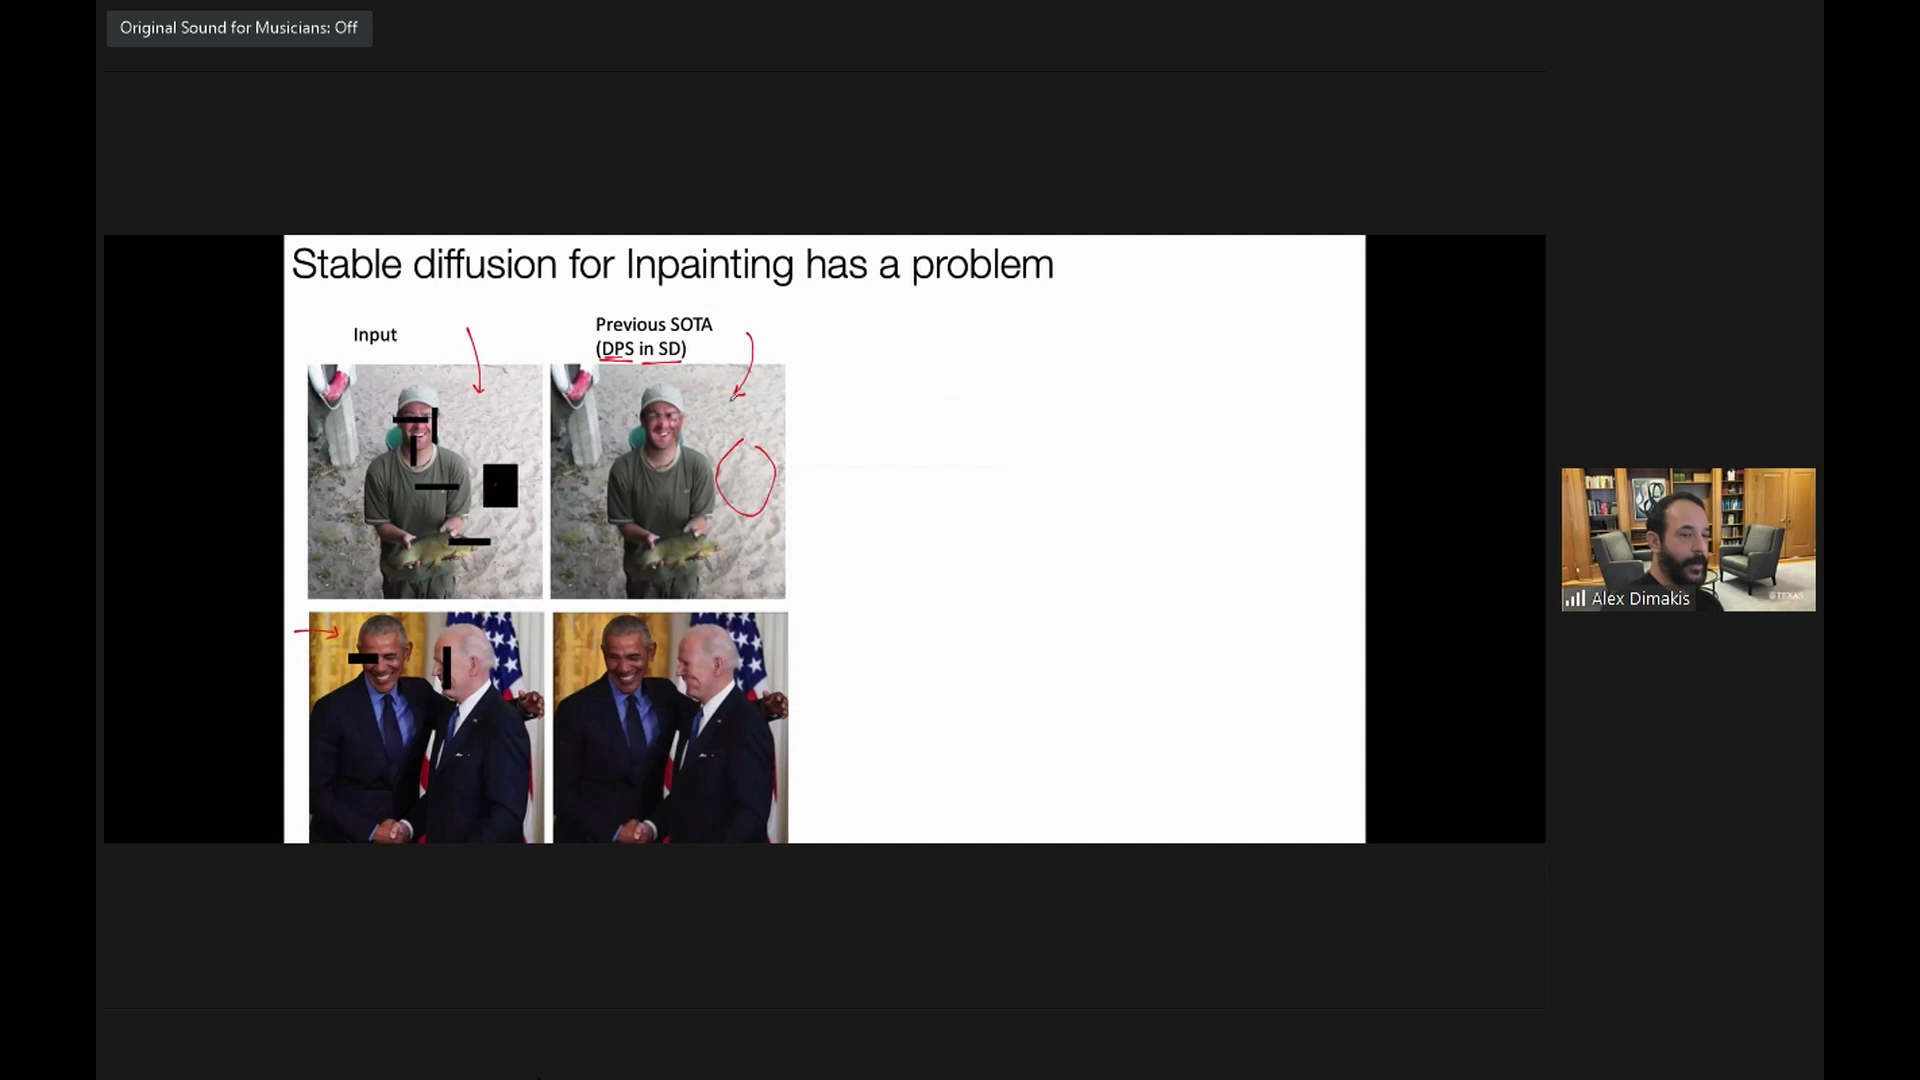 Original Sound for Musicians: Off
Stable diffusion for Inpainting has a problem
Input
Previous SOTA
(DPS in SD)
Alex Dimakis
TEXAS